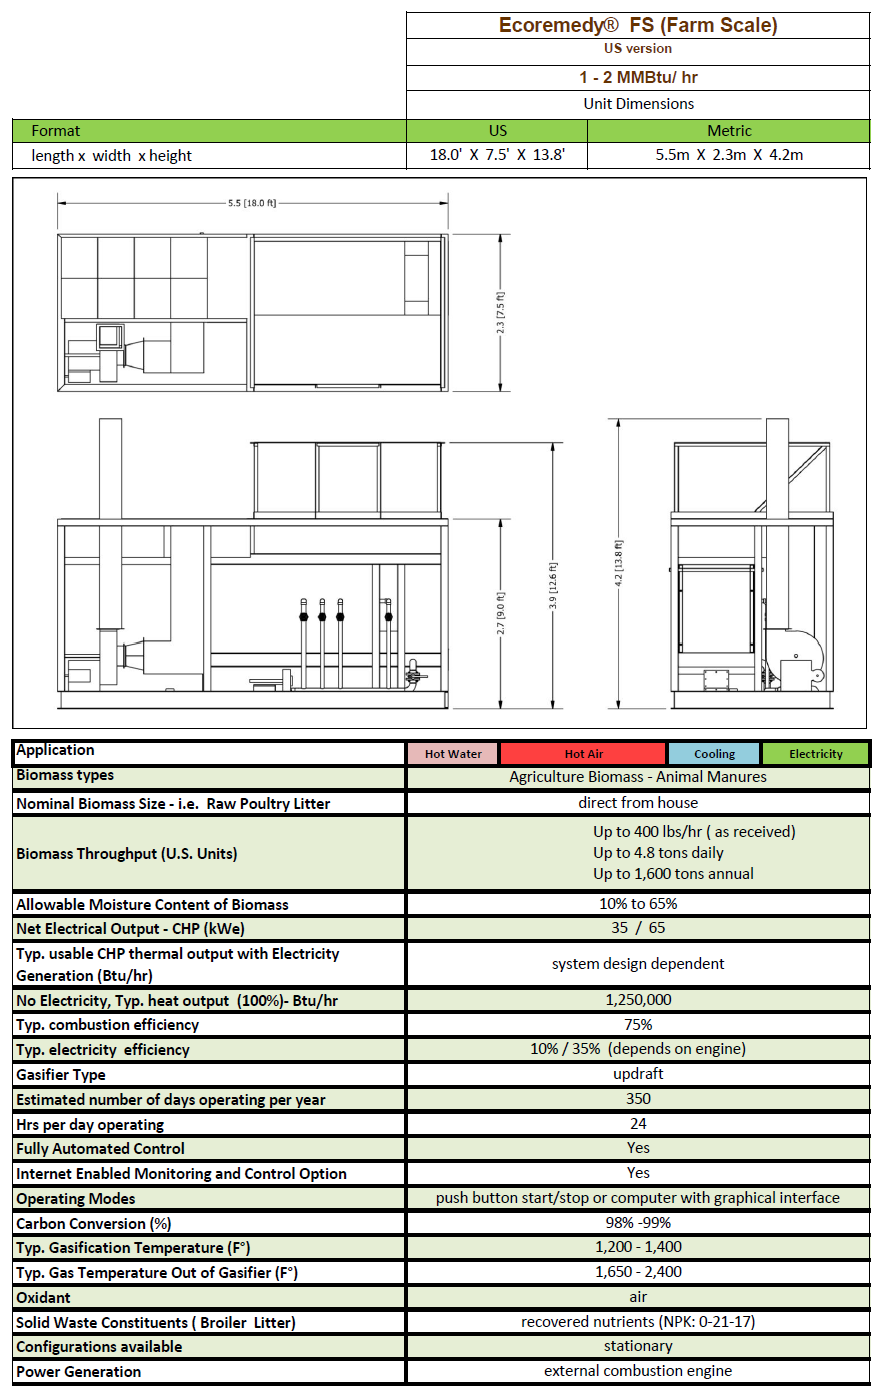 Ecoremedy® FS (Farm Scale)
US version
1 - 2 MMBtu/ hr
Unit Dimensions
Format US Metric
length x width x height 18.0' X 7.5' X 13.8' 5.5m X 2.3m X 4.2m
5.5 [18.0 ft]
2.3 [7.5 ft]
2.7 [9.0 ft]
3.9 [12.6 ft]
4.2 [13.8 ft]
Application Hot Water Hot Air Cooling Electricity
Biomass types Agriculture Biomass - Animal Manures
Nominal Biomass Size - i.e. Raw Poultry Litter direct from house
Biomass Throughput (U.S. Units)
Up to 400 lbs/hr ( as received)
Up to 4.8 tons daily
Up to 1,600 tons annual
Allowable Moisture Content of Biomass 10% to 65%
Net Electrical Output - CHP (kWe) 35 / 65
Typ. usable CHP thermal output with Electricity
Generation (Btu/hr)
system design dependent
No Electricity, Typ. heat output (100%)- Btu/hr 1,250,000
Typ. combustion efficiency 75%
Typ. electricity efficiency 10% / 35% (depends on engine)
Gasifier Type updraft
Estimated number of days operating per year 350
Hrs per day operating 24
Fully Automated Control Yes
Internet Enabled Monitoring and Control Option Yes
Operating Modes push button start/stop or computer with graphical interface
Carbon Conversion (%) 98% -99%
Typ. Gasification Temperature (F°) 1,200 - 1,400
Typ. Gas Temperature Out of Gasifier (F°) 1,650 - 2,400
Oxidant air
Solid Waste Constituents ( Broiler Litter) recovered nutrients (NPK: 0-21-17)
Configurations available stationary
Power Generation external combustion engine